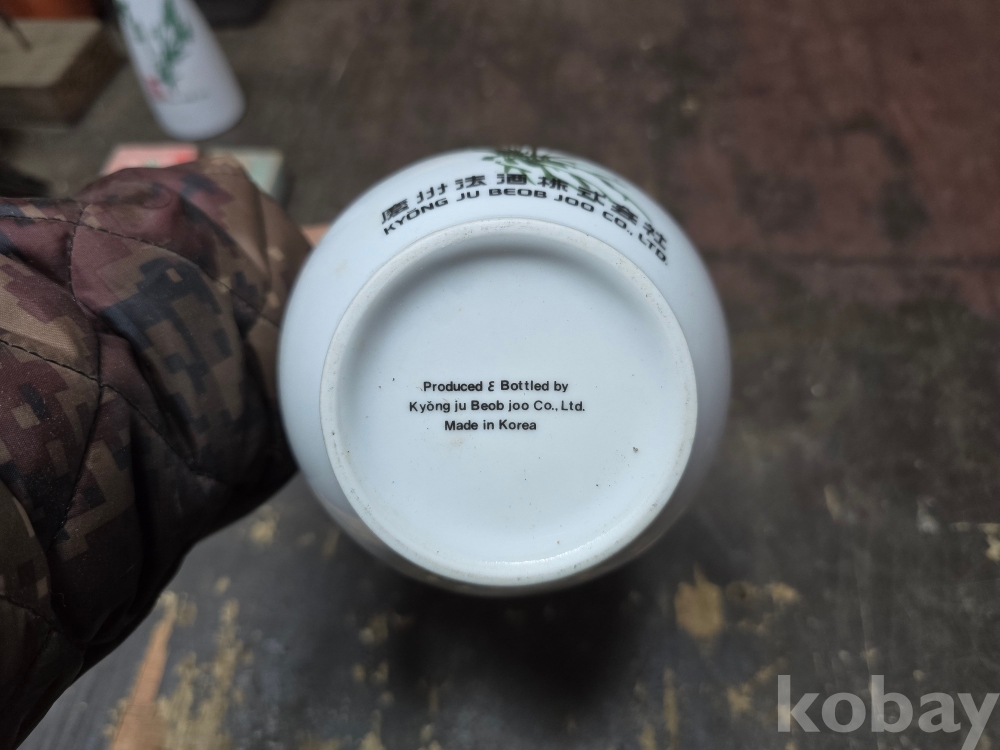 慶州法酒株式會社
KYŎNG JU BEOB JOO CO., LTD.
Produced & Bottled by
Kyŏng ju Beob joo Co., Ltd.
Made in Korea
kobay